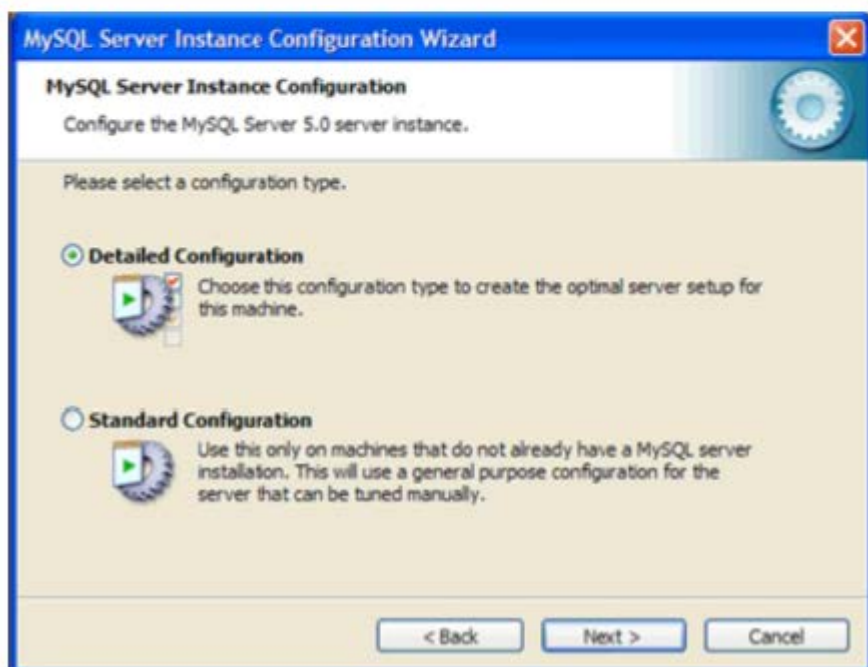 MySQL Server Instance Configuration Wizard
MySQL Server Instance Configuration
Configure the MySQL Server 5.0 server instance.
Please select a configuration type.
Detailed Configuration
Choose this configuration type to create the optimal server setup for
this machine.
Standard Configuration
Use this only on machines that do not already have a MySQL server
installation. This will use a general purpose configuration for the
server that can be tuned manually.
< Back
Next >
Cancel